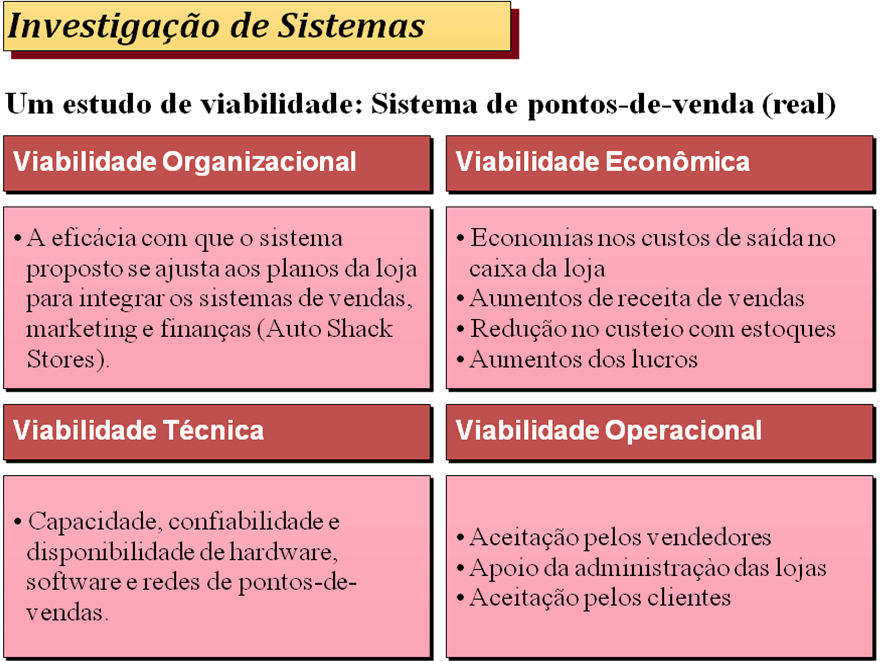 Investigação de Sistemas
Um estudo de viabilidade: Sistema de pontos-de-venda (real)
Viabilidade Organizacional
• A eficácia com que o sistema
proposto se ajusta aos planos da loja
para integrar os sistemas de vendas,
marketing e finanças (Auto Shack
Stores).
Viabilidade Econômica
• Economias nos custos de saída no
caixa da loja
• Aumentos de receita de vendas
• Redução no custeio com estoques
• Aumentos dos lucros
Viabilidade Técnica
• Capacidade, confiabilidade e
disponibilidade de hardware,
software e redes de pontos-de-
vendas.
Viabilidade Operacional
• Aceitação pelos vendedores
• Apoio da administração das lojas
• Aceitação pelos clientes